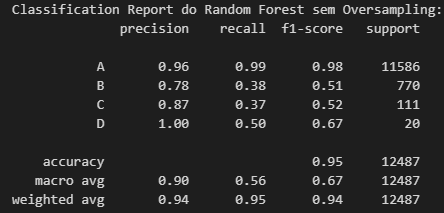 Classification Report do Random Forest sem Oversampling:
precision recall f1-score support
A 0.96 0.99 0.98 11586
B 0.78 0.38 0.51 770
C 0.87 0.37 0.52 111
D 1.00 0.50 0.67 20
accuracy 0.95 12487
macro avg 0.90 0.56 0.67 12487
weighted avg 0.94 0.95 0.94 12487